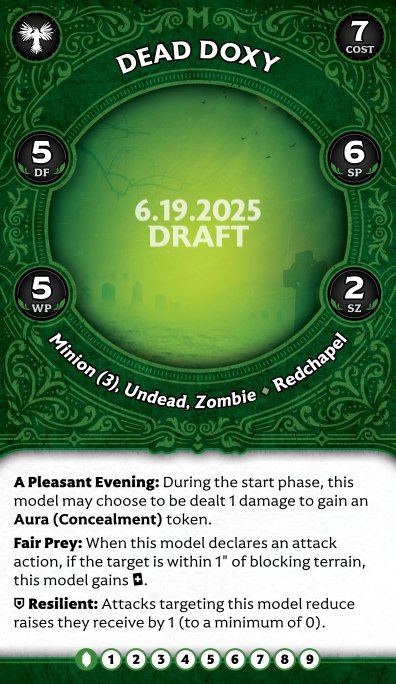 M
7
COST
DEAD DOXY
5
DF
6
SP
6.19.2025
DRAFT
5
WP
2
SZ
Minion (3), Undead, Zombie ♦ Redchapel
A Pleasant Evening: During the start phase, this
model may choose to be dealt 1 damage to gain an
Aura (Concealment) token.
Fair Prey: When this model declares an attack
action, if the target is within 1" of blocking terrain,
this model gains +.
Resilient: Attacks targeting this model reduce
raises they receive by 1 (to a minimum of 0).
1 2 3 4 5 6 7 8 9